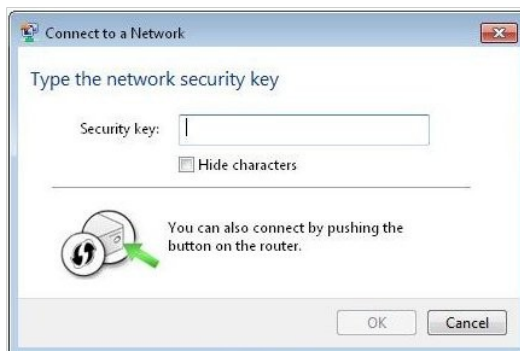 Connect to a Network
Type the network security key
Security key:
Hide characters
You can also connect by pushing the
button on the router.
OK
Cancel